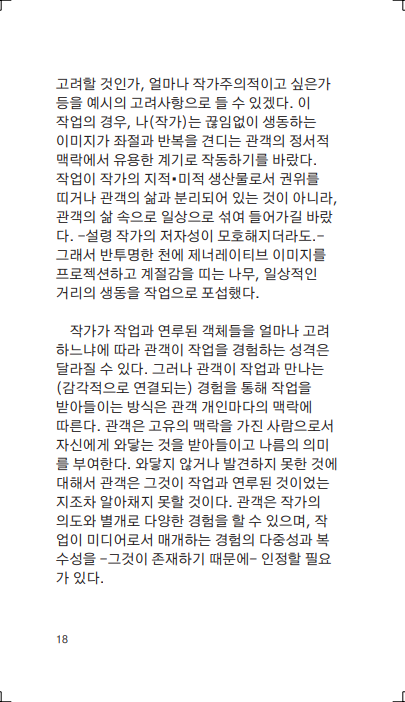 고려할 것인가, 얼마나 작가주의적이고 싶은가
등을 예시의 고려사항으로 들 수 있겠다. 이
작업의 경우, 나(작가)는 끊임없이 생동하는
이미지가 좌절과 반복을 견디는 관객의 정서적
맥락에서 유용한 계기로 작동하기를 바랐다.
작업이 작가의 지적•미적 생산물로서 권위를
띠거나 관객의 삶과 분리되어 있는 것이 아니라,
관객의 삶 속으로 일상으로 섞여 들어가길 바랐
다. –설령 작가의 저자성이 모호해지더라도.–
그래서 반투명한 천에 제너레이티브 이미지를
프로젝션하고 계절감을 띠는 나무, 일상적인
거리의 생동을 작업으로 포섭했다.
작가가 작업과 연루된 객체들을 얼마나 고려
하느냐에 따라 관객이 작업을 경험하는 성격은
달라질 수 있다. 그러나 관객이 작업과 만나는
(감각적으로 연결되는) 경험을 통해 작업을
받아들이는 방식은 관객 개인마다의 맥락에
따른다. 관객은 고유의 맥락을 가진 사람으로서
자신에게 와닿는 것을 받아들이고 나름의 의미
를 부여한다. 와닿지 않거나 발견하지 못한 것에
대해서 관객은 그것이 작업과 연루된 것이었는
지조차 알아채지 못할 것이다. 관객은 작가의
의도와 별개로 다양한 경험을 할 수 있으며, 작
업이 미디어로서 매개하는 경험의 다중성과 복
수성을 –그것이 존재하기 때문에– 인정할 필요
가 있다.
18